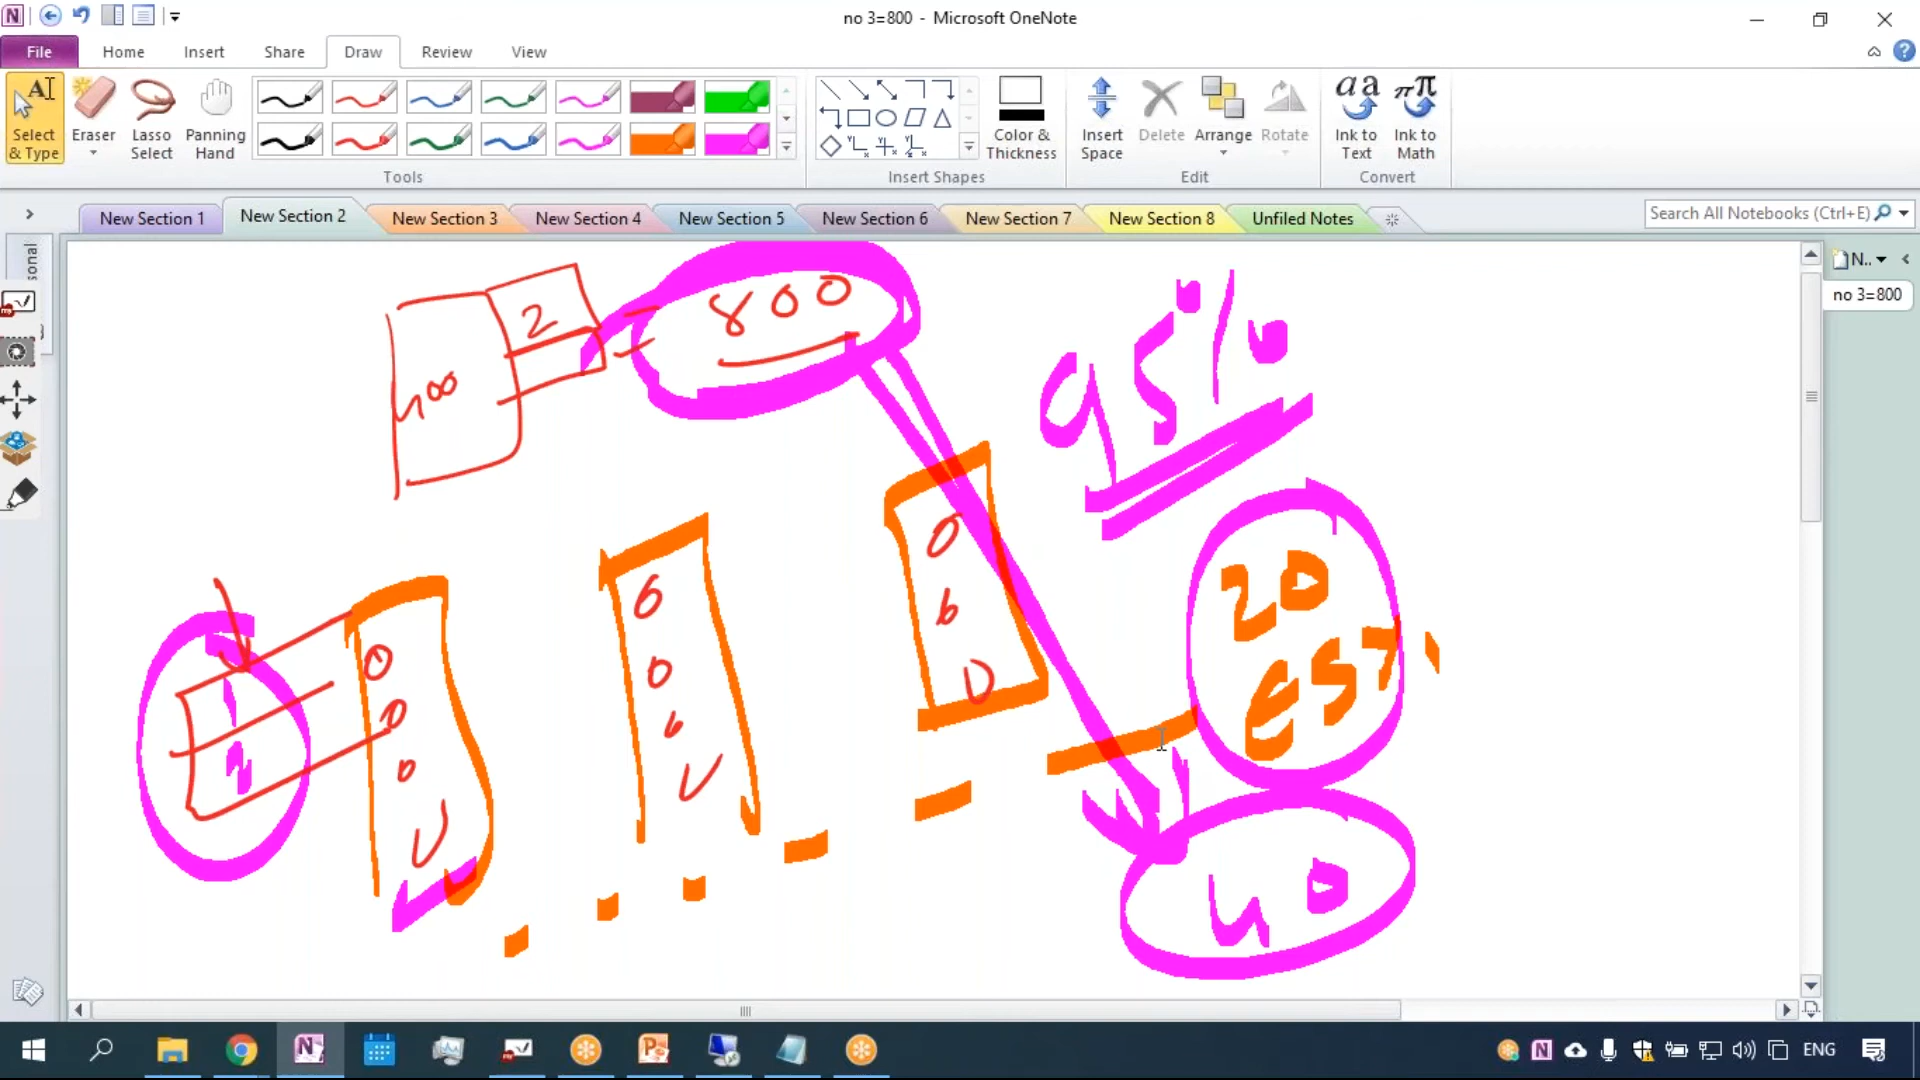 no 3=800 - Microsoft OneNote
File Home Insert Share Draw Review View
Select & Type
Eraser
Lasso Select
Panning Hand
Color & Thickness
Insert Space
Delete
Arrange
Rotate
Ink to Text
Ink to Math
Tools
Insert Shapes
Edit
Convert
New Section 1 New Section 2 New Section 3 New Section 4 New Section 5 New Section 6 New Section 7 New Section 8 Unfiled Notes
Search All Notebooks (Ctrl+E)
sonal
N..
no 3=800
2
= 800
95%
400
20
EST
1
2
40
ENG